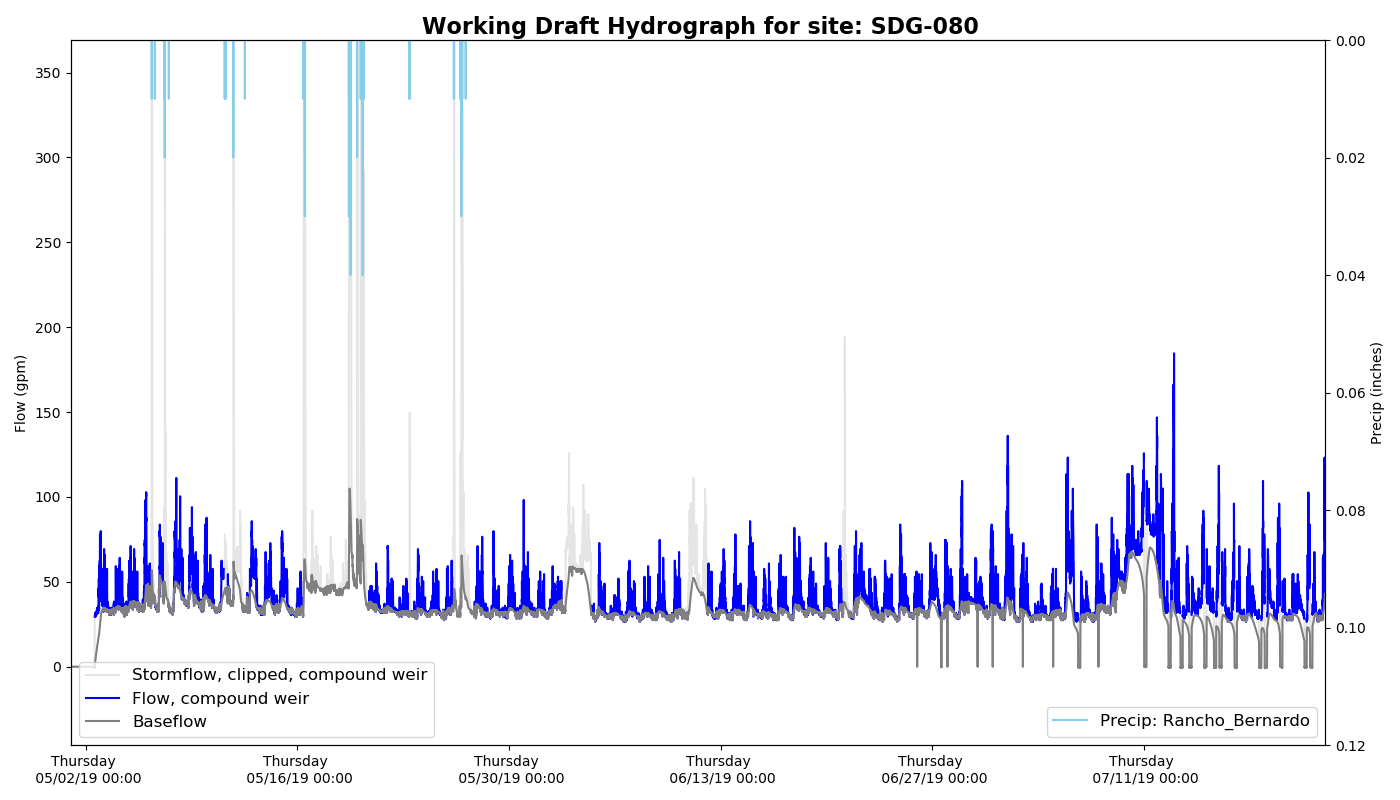 Working Draft Hydrograph for site: SDG-080
350
300
250
200
150
100
50
0
Flow (gpm)
0.00
0.02
0.04
0.06
0.08
0.10
0.12
Precip (inches)
Stormflow, clipped, compound weir
Flow, compound weir
Baseflow
Precip: Rancho_Bernardo
Thursday
05/02/19 00:00
Thursday
05/16/19 00:00
Thursday
05/30/19 00:00
Thursday
06/13/19 00:00
Thursday
06/27/19 00:00
Thursday
07/11/19 00:00